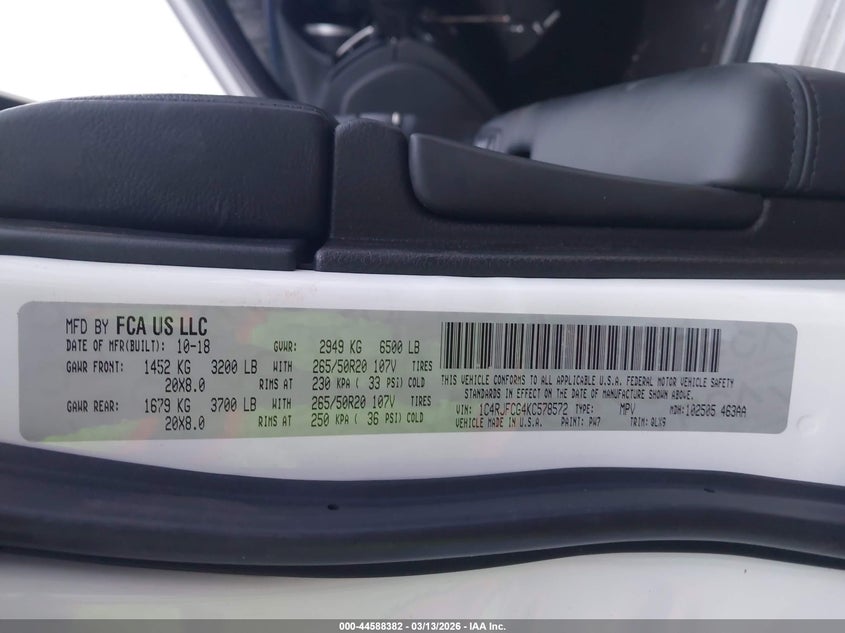 MFD BY FCA US LLC
DATE OF MFR(BUILT): 10-18 GVWR: 2949 KG 6500 LB
GAWR FRONT: 1452 KG 3200 LB WITH 265/50R20 107V TIRES
20X8.0 RIMS AT 230 KPA ( 33 PSI) COLD
GAWR REAR: 1679 KG 3700 LB WITH 265/50R20 107V TIRES
20X8.0 RIMS AT 250 KPA ( 36 PSI) COLD
THIS VEHICLE CONFORMS TO ALL APPLICABLE U.S.A. FEDERAL MOTOR VEHICLE SAFETY
STANDARDS IN EFFECT ON THE DATE OF MANUFACTURE SHOWN ABOVE.
VIN: 1C4RJFCG4KC578572 TYPE: MPV MDH: 102505 463AA
VEHICLE MADE IN U.S.A. PAINT: PW7 TRIM: QLX9
000-44588382 - 03/13/2026 - IAA Inc.